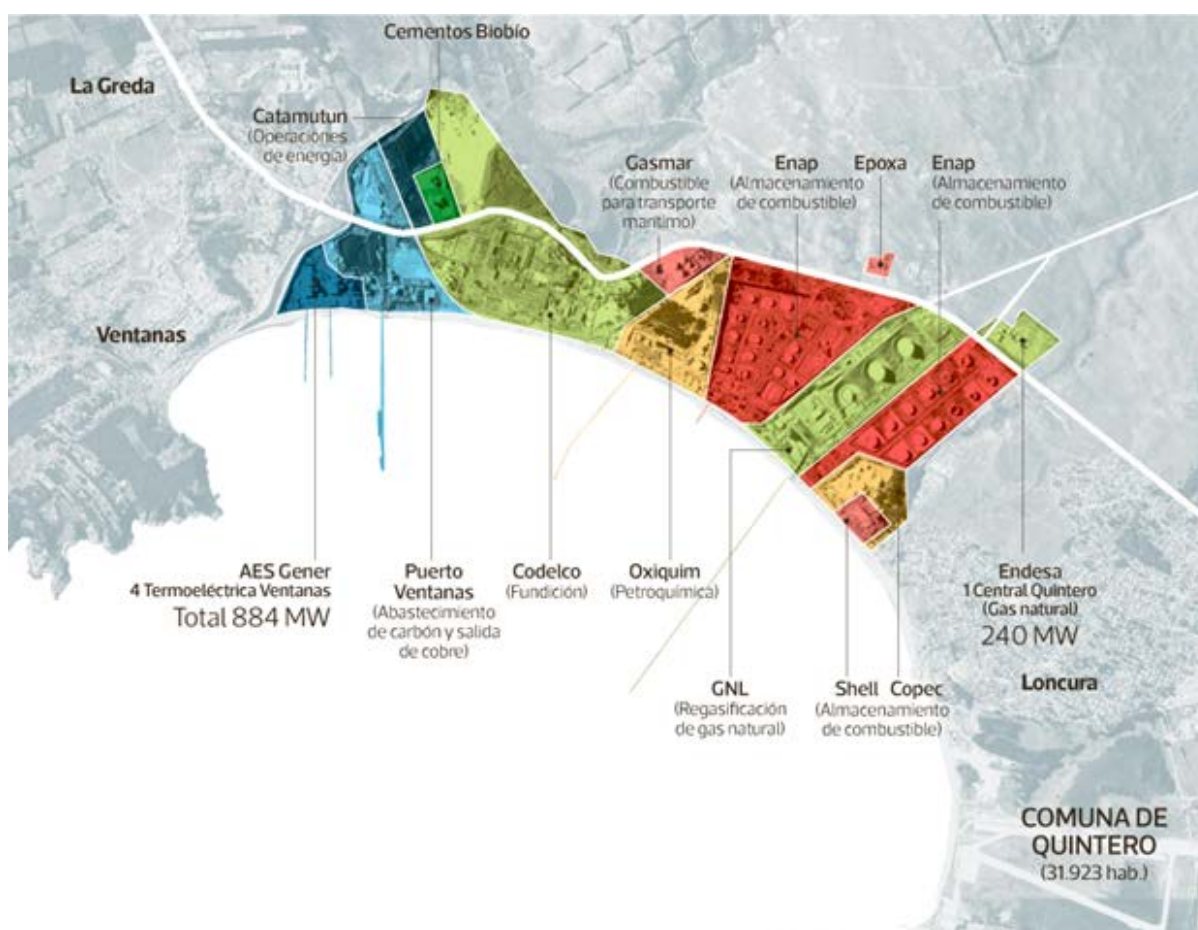 Cementos Biobío
La Greda
Catamutun
(Operaciones
de energía)
Gasmar
(Combustible
para transporte
marítimo)
Enap
(Almacenamiento
de combustible)
Epoxa
Enap
(Almacenamiento
de combustible)
Ventanas
AES Gener
4 Termoeléctrica Ventanas
Total 884 MW
Puerto
Ventanas
(Abastecimiento
de carbón y salida
de cobre)
Codelco
(Fundición)
Oxiquim
(Petroquímica)
Endesa
1 Central Quintero
(Gas natural)
240 MW
GNL
(Regasificación
de gas natural)
Shell Copec
(Almacenamiento
de combustible)
Loncura
COMUNA DE
QUINTERO
(31.923 hab.)